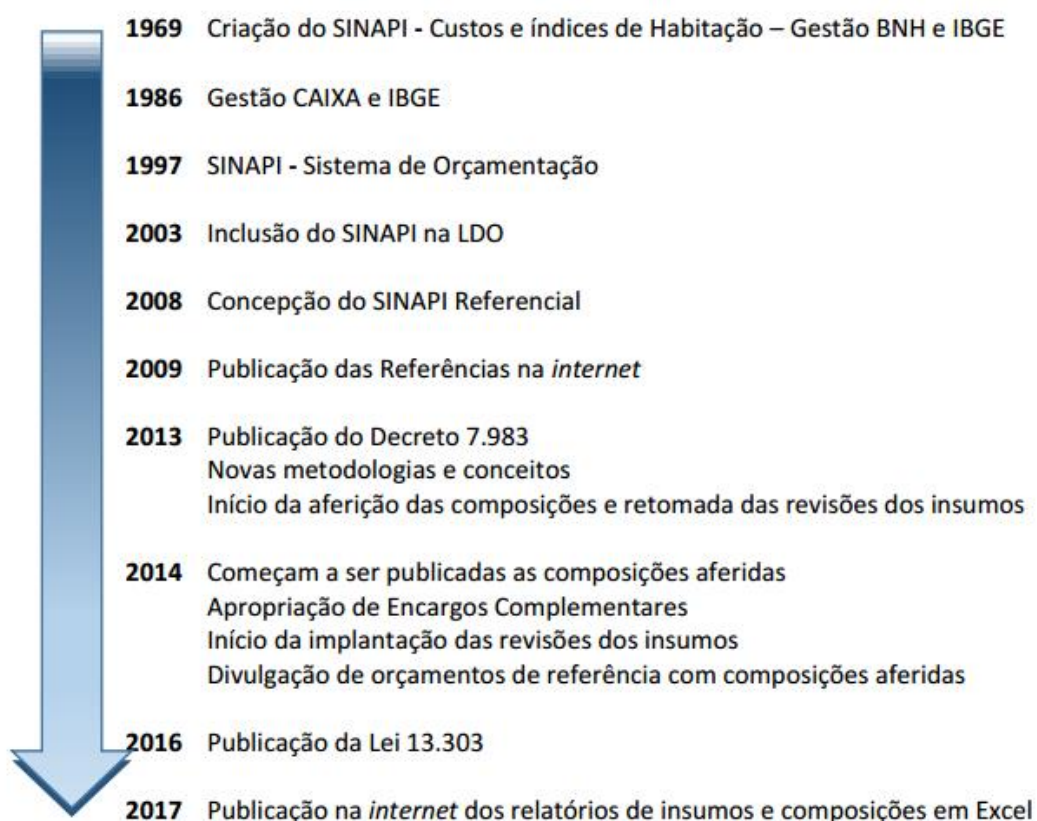 1969 Criação do SINAPI - Custos e índices de Habitação – Gestão BNH e IBGE
1986 Gestão CAIXA e IBGE
1997 SINAPI - Sistema de Orçamentação
2003 Inclusão do SINAPI na LDO
2008 Concepção do SINAPI Referencial
2009 Publicação das Referências na internet
2013 Publicação do Decreto 7.983
Novas metodologias e conceitos
Início da aferição das composições e retomada das revisões dos insumos
2014 Começam a ser publicadas as composições aferidas
Apropriação de Encargos Complementares
Início da implantação das revisões dos insumos
Divulgação de orçamentos de referência com composições aferidas
2016 Publicação da Lei 13.303
2017 Publicação na internet dos relatórios de insumos e composições em Excel